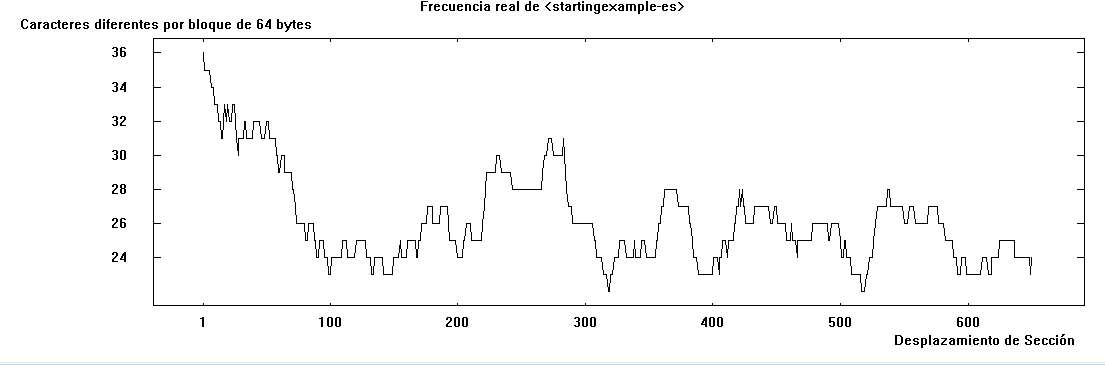 Frecuencia real de <startingexample-es>
Caracteres diferentes por bloque de 64 bytes
36
34
32
30
28
26
24
1 100 200 300 400 500 600
Desplazamiento de Sección